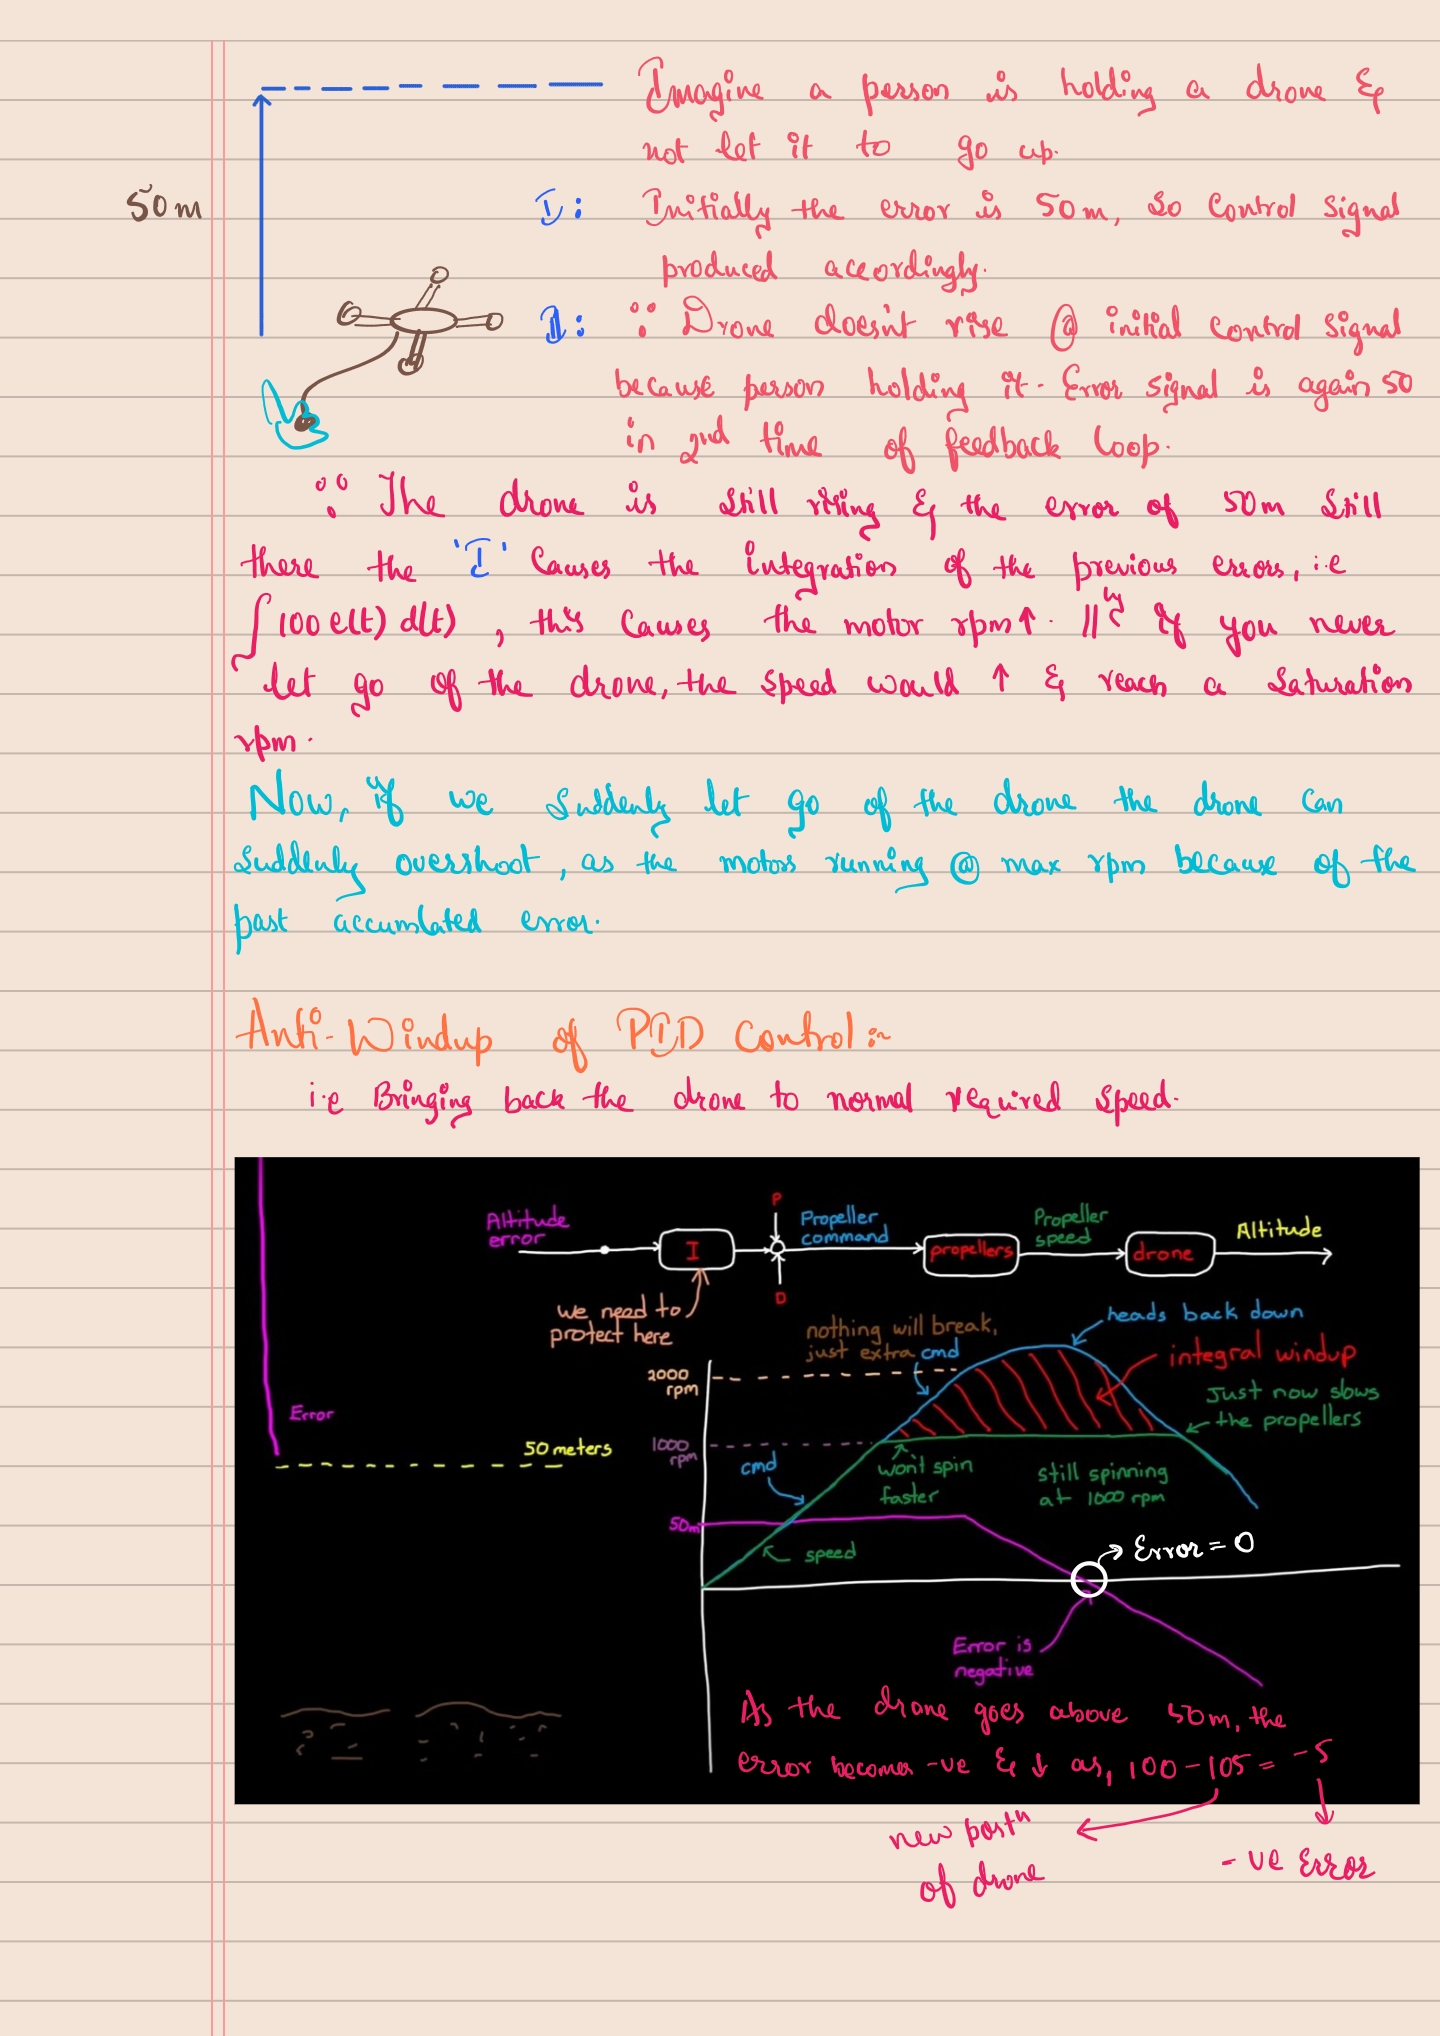 Imagine a person is holding a drone &
not let it to go up.
50m
I: Initially the error is 50m, so control signal
produced accordingly.
II: ∵ Drone doesn't rise @ initial control signal
because person holding it. Error signal is again 50
in 2nd time of feedback loop.
∵ The drone is still rising & the error of 50m still
there the 'I' causes the integration of the previous errors, i.e
∫100 e(t) d(t), this causes the motor rpm↑. ||ly if you never
let go of the drone, the speed would ↑ & reach a saturation
rpm.
Now, if we suddenly let go of the drone the drone can
suddenly overshoot, as the motors running @ max rpm because of the
past accumlated error.
Anti-Windup of PID Control:~
i.e Bringing back the drone to normal required speed.
P
Altitude
error
I
Propeller
command
propellers
Propeller
speed
drone
Altitude
D
we need to
protect here
nothing will break,
just extra cmd
heads back down
integral windup
2000
rpm
Just now slows
the propellers
Error
50 meters
1000
rpm
cmd
won't spin
faster
still spinning
at 1000 rpm
50m
speed
Error = 0
Error is
negative
As the drone goes above 50m, the
error becomes -ve & ↓ as, 100-105 = -5
new postn
of drone
-ve Error